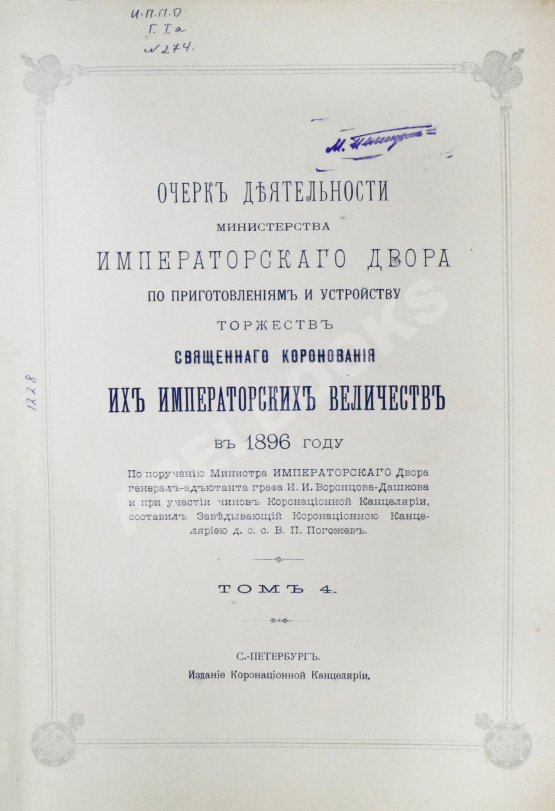 И.П.П.О.
Г. Iа
№ 274.
ОЧЕРКЪ ДѢЯТЕЛЬНОСТИ
МИНИСТЕРСТВА
ИМПЕРАТОРСКАГО ДВОРА
ПО ПРИГОТОВЛЕНІЯМЪ И УСТРОЙСТВУ
ТОРЖЕСТВЪ
СВЯЩЕННАГО КОРОНОВАНІЯ
ИХЪ ИМПЕРАТОРСКИХЪ ВЕЛИЧЕСТВЪ
ВЪ 1896 ГОДУ
1228
По порученію Министра ИМПЕРАТОРСКАГО Двора
генералъ-адъютанта графа И. И. Воронцова-Дашкова
и при участіи чиновъ Коронаціонной Канцеляріи,
составилъ Завѣдывающій Коронаціонною Канце-
ляріею д. с. с. В. П. Погожевъ.
ТОМЪ 4.
С.-ПЕТЕРБУРГЪ.
Изданіе Коронаціонной Канцеляріи.